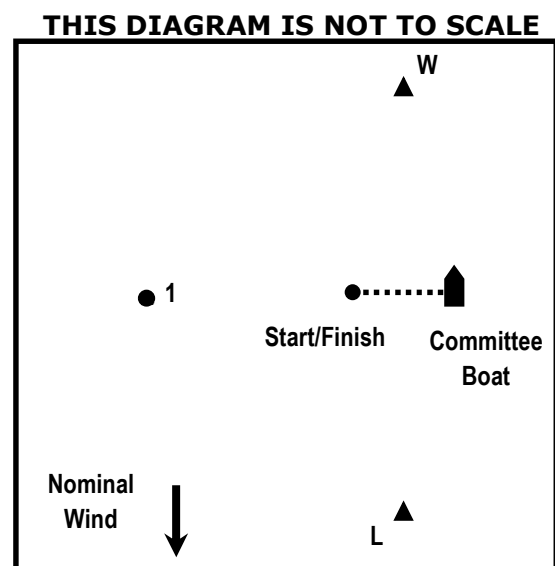 THIS DIAGRAM IS NOT TO SCALE
W
1
Start/Finish
Committee
Boat
Nominal
Wind
L